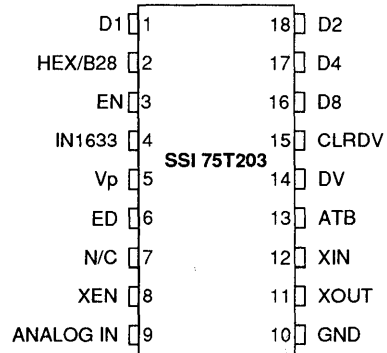 D1 1 18 D2
HEX/B28 2 17 D4
EN 3 16 D8
IN1633 4 15 CLRDV
SSI 75T203
Vp 5 14 DV
ED 6 13 ATB
N/C 7 12 XIN
XEN 8 11 XOUT
ANALOG IN 9 10 GND